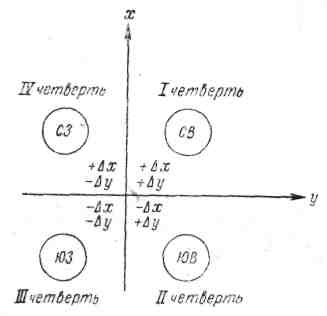 x
IV четверть I четверть
СЗ СВ
+Δx +Δx
-Δy +Δy
y
-Δx -Δx
-Δy +Δy
ЮЗ ЮВ
III четверть II четверть